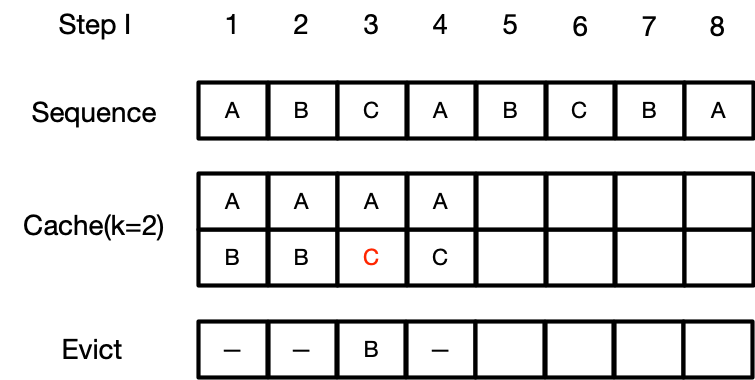 Step I 1 2 3 4 5 6 7 8
Sequence A B C A B C B A
A A A A
Cache(k=2)
B B C C
Evict – – B –